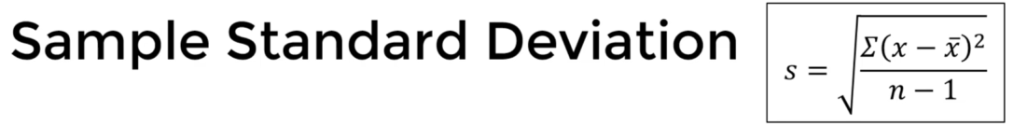 Sample Standard Deviation
s = √(Σ(x − x̄)² / (n − 1))